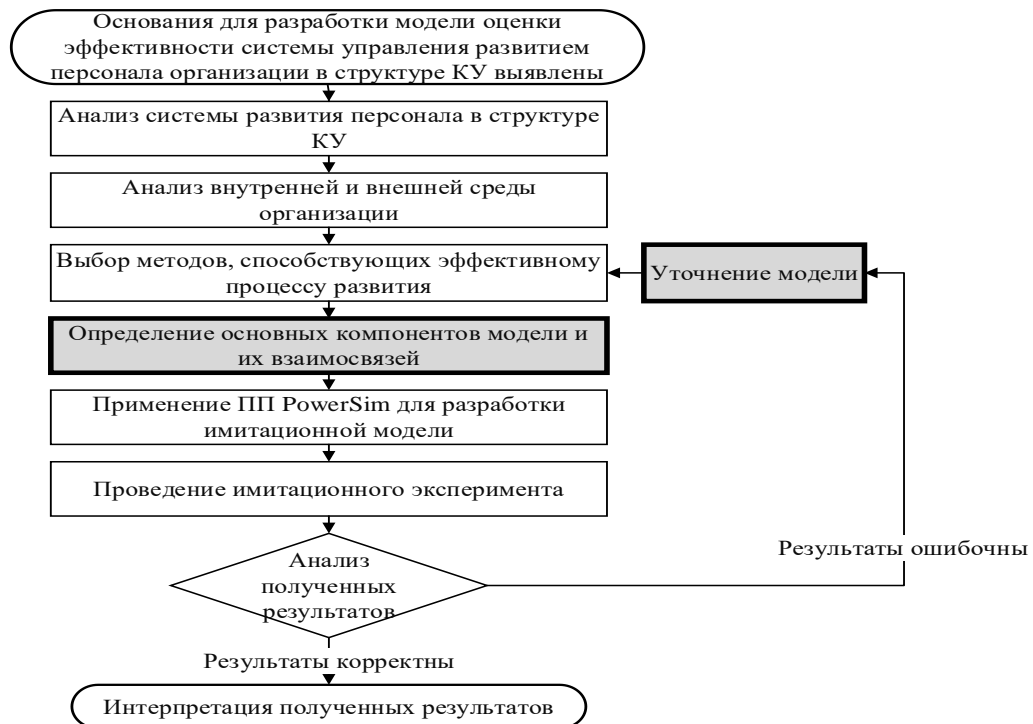 Основания для разработки модели оценки
эффективности системы управления развитием
персонала организации в структуре КУ выявлены
Анализ системы развития персонала в структуре
КУ
Анализ внутренней и внешней среды
организации
Выбор методов, способствующих эффективному
процессу развития
Уточнение модели
Определение основных компонентов модели и
их взаимосвязей
Применение ПП PowerSim для разработки
имитационной модели
Проведение имитационного эксперимента
Анализ
полученных
результатов
Результаты ошибочны
Результаты корректны
Интерпретация полученных результатов